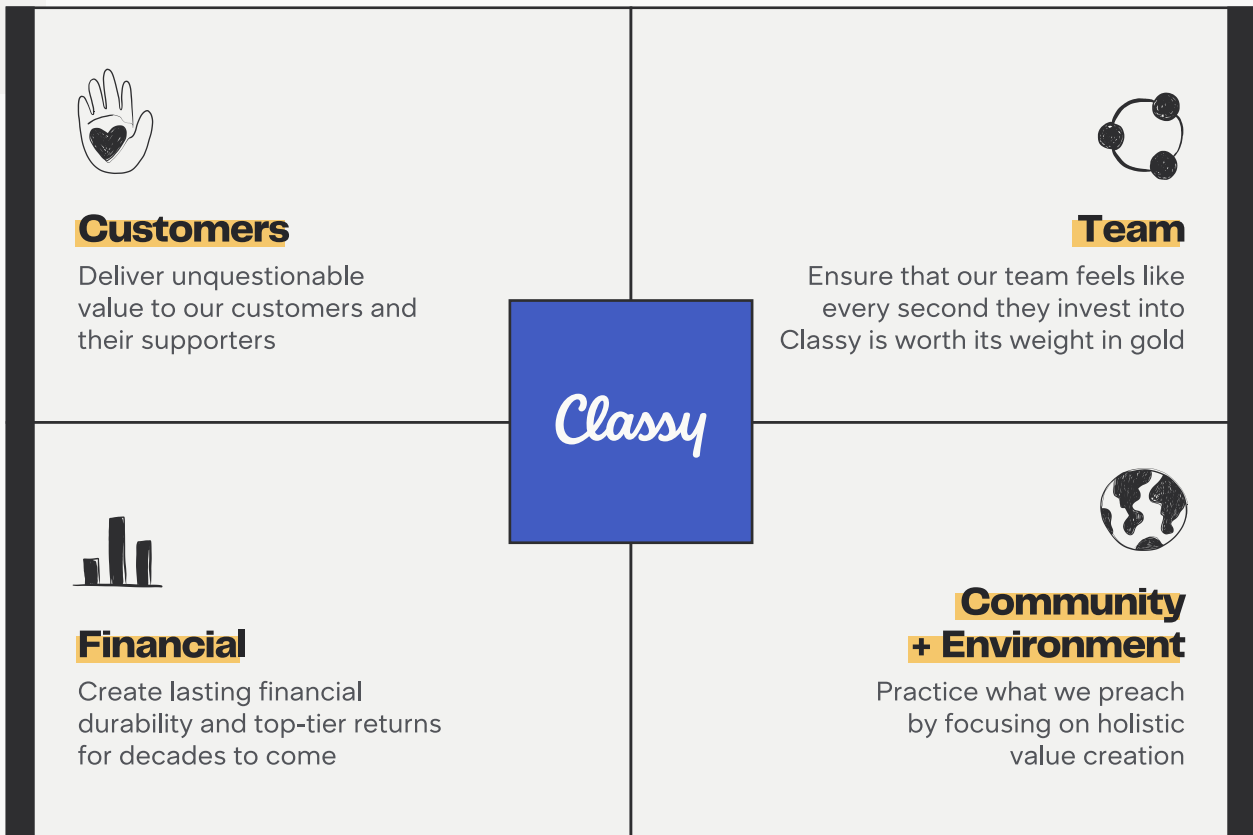 Customers
Deliver unquestionable
value to our customers and
their supporters
Team
Ensure that our team feels like
every second they invest into
Classy is worth its weight in gold
Classy
Financial
Create lasting financial
durability and top-tier returns
for decades to come
Community
+ Environment
Practice what we preach
by focusing on holistic
value creation